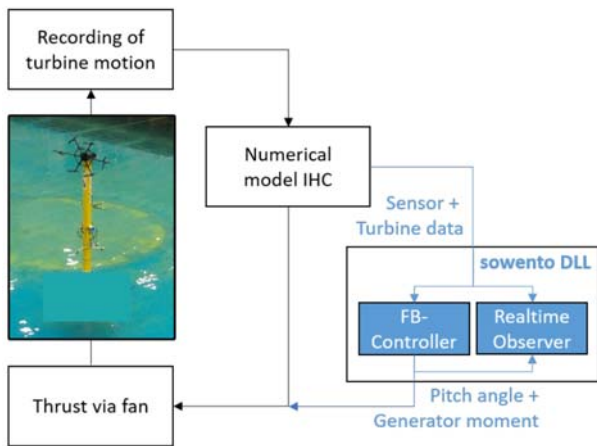 Recording of
turbine motion
Numerical
model IHC
Sensor +
Turbine data
sowento DLL
FB-
Controller
Realtime
Observer
Pitch angle +
Generator moment
Thrust via fan